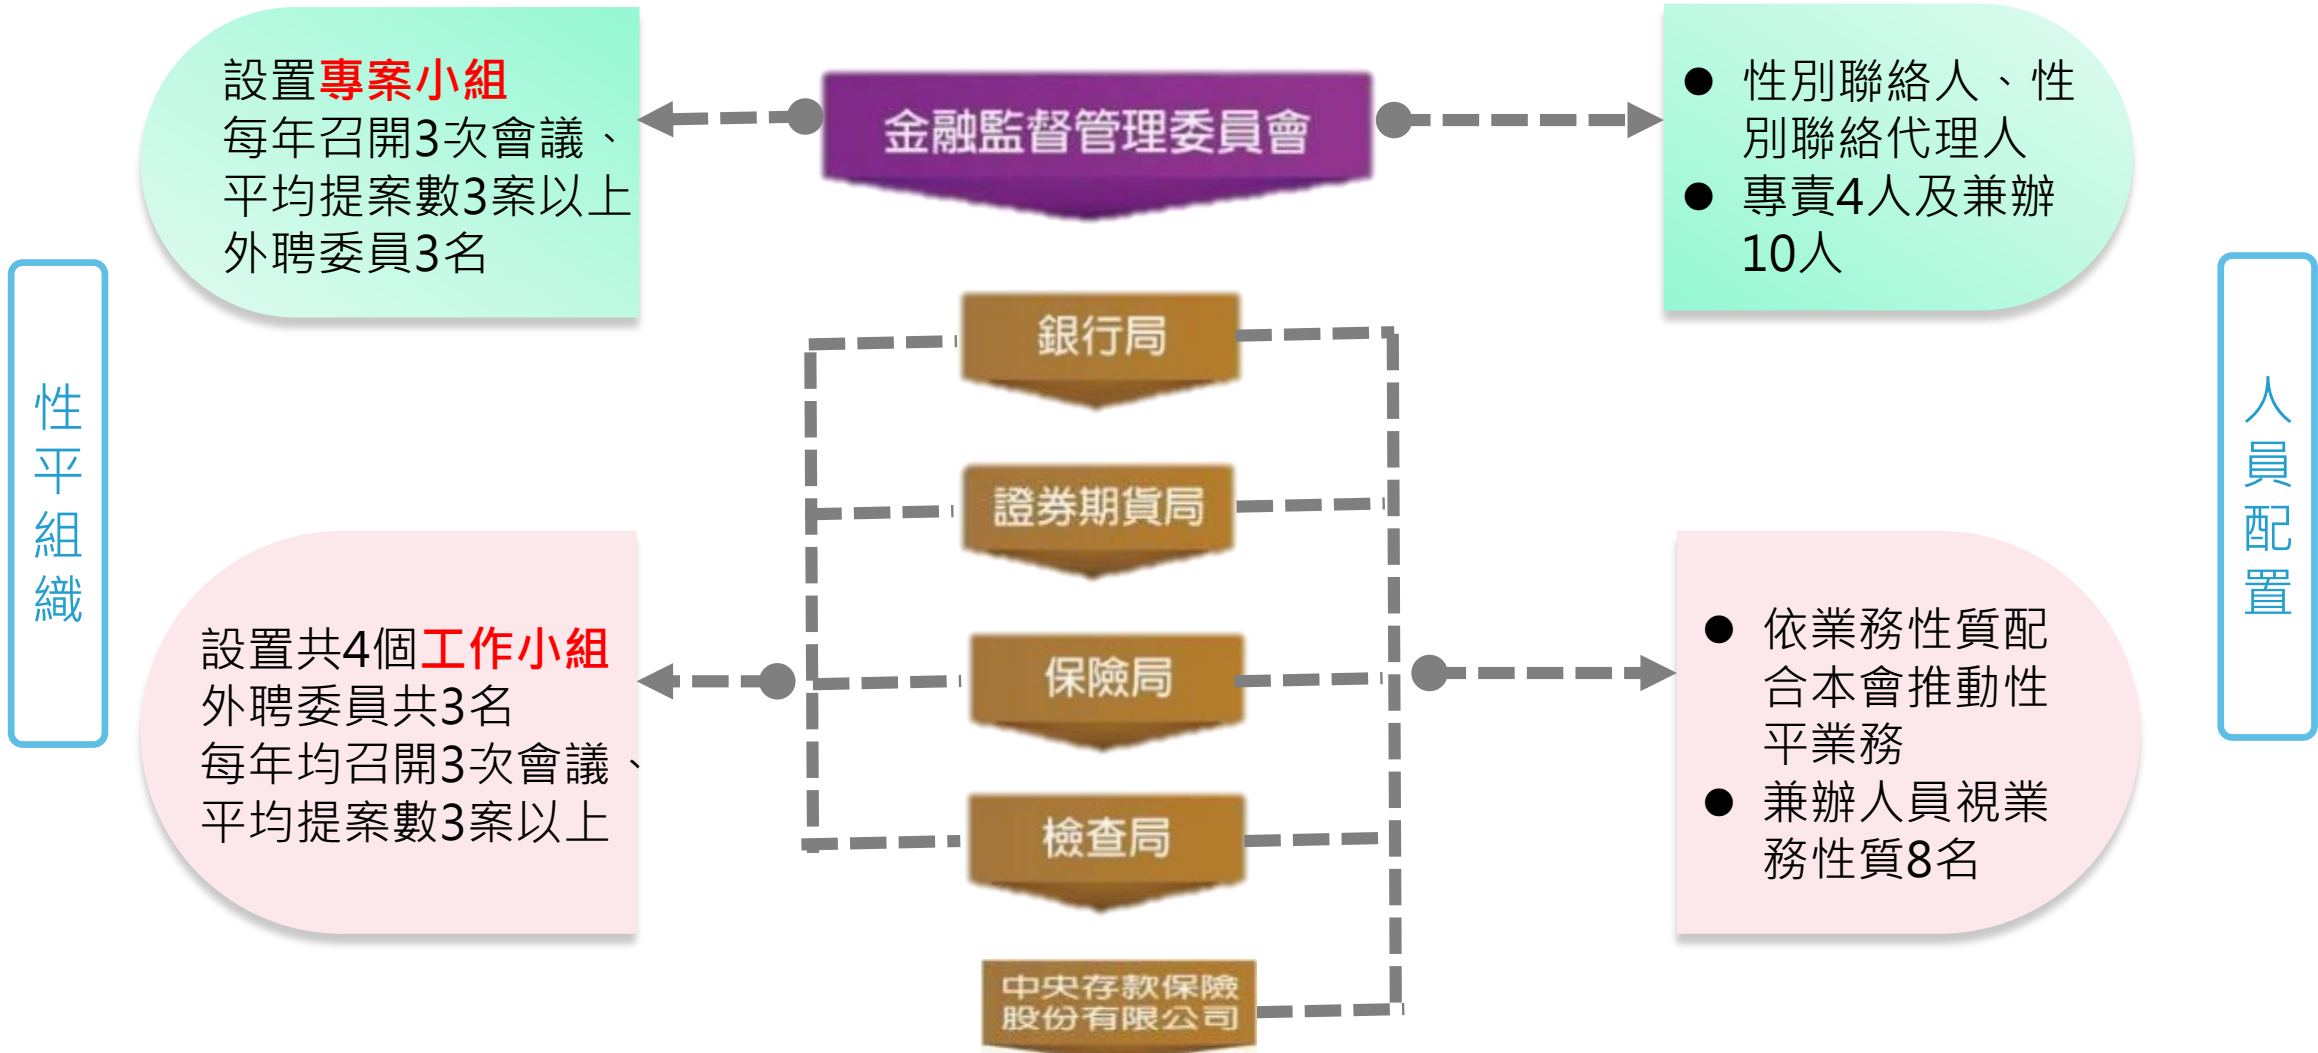 設置專案小組
每年召開3次會議、
平均提案數3案以上
外聘委員3名
金融監督管理委員會
● 性別聯絡人、性
別聯絡代理人
● 專責4人及兼辦
10人
性平組織
銀行局
證券期貨局
保險局
檢查局
中央存款保險
股份有限公司
人員配置
設置共4個工作小組
外聘委員共3名
每年均召開3次會議、
平均提案數3案以上
● 依業務性質配
合本會推動性
平業務
● 兼辦人員視業
務性質8名